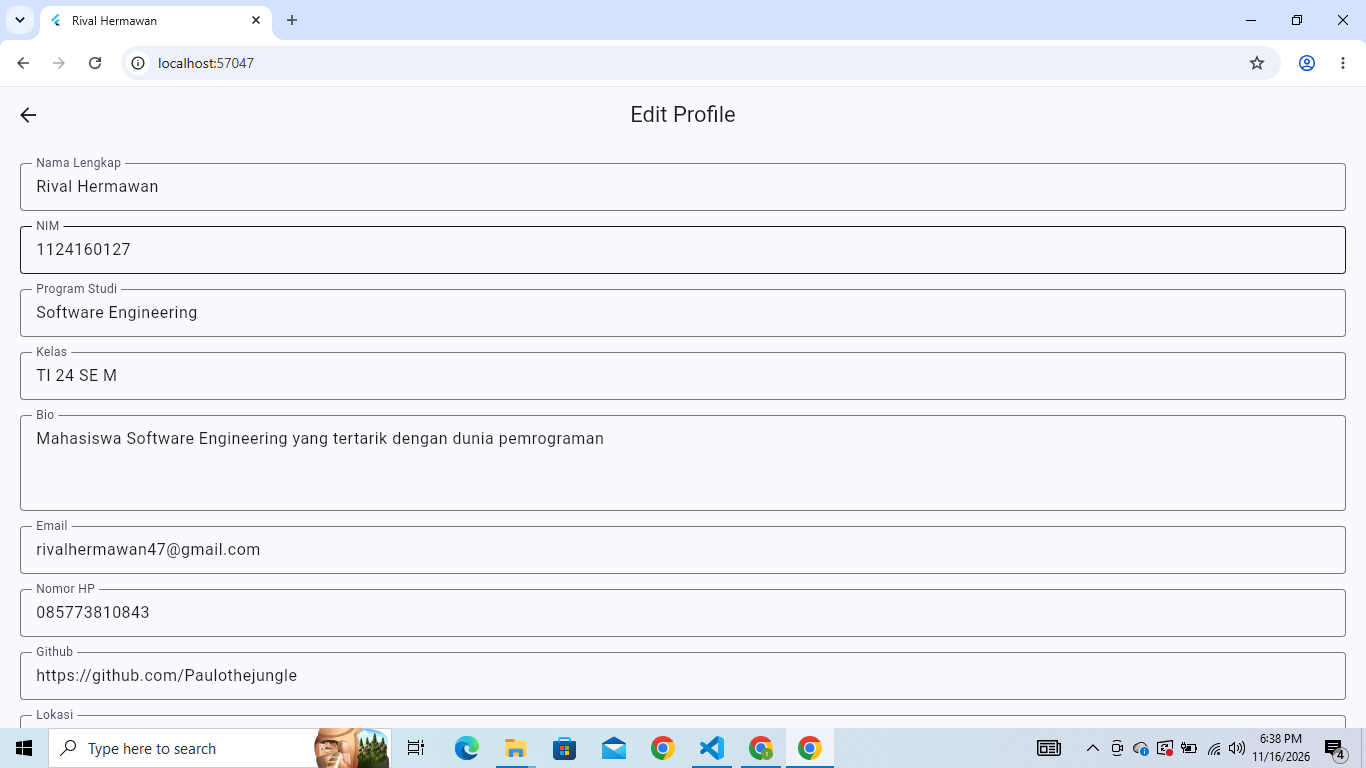 Rival Hermawan
localhost:57047
Edit Profile
Nama Lengkap
Rival Hermawan
NIM
1124160127
Program Studi
Software Engineering
Kelas
TI 24 SE M
Bio
Mahasiswa Software Engineering yang tertarik dengan dunia pemrograman
Email
rivalhermawan47@gmail.com
Nomor HP
085773810843
Github
https://github.com/Paulothejungle
Lokasi
Type here to search
6:38 PM
11/16/2026
4